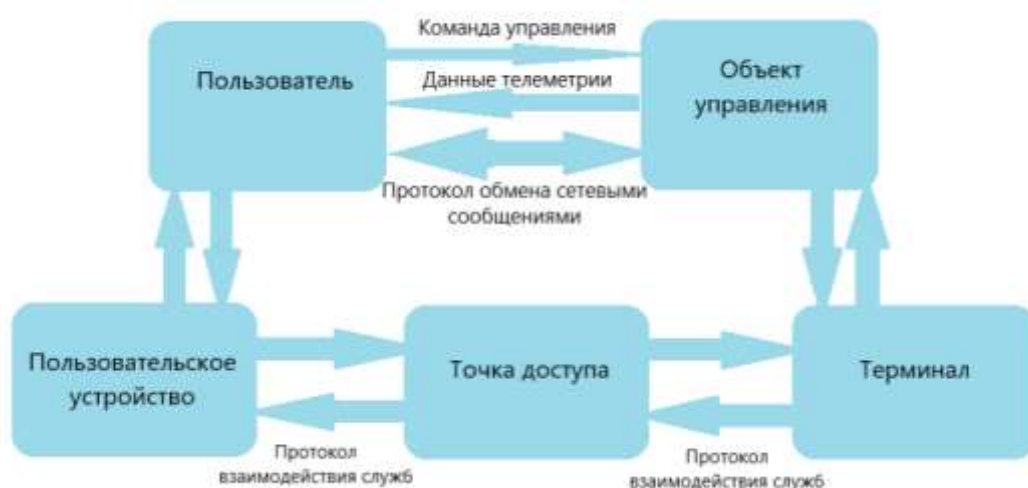 Команда управления
Пользователь
Объект
управления
Данные телеметрии
Протокол обмена сетевыми
сообщениями
Пользовательское
устройство
Точка доступа
Терминал
Протокол
взаимодействия служб
Протокол
взаимодействия служб